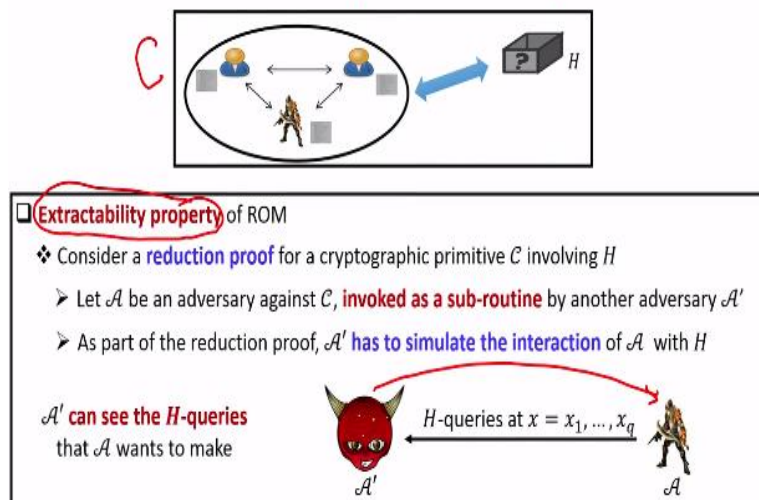 C
?
H
❑ Extractability property of ROM
❖ Consider a reduction proof for a cryptographic primitive 𝒞 involving H
➢ Let 𝒜 be an adversary against 𝒞, invoked as a sub-routine by another adversary 𝒜′
➢ As part of the reduction proof, 𝒜′ has to simulate the interaction of 𝒜 with H
𝒜′ can see the H-queries
that 𝒜 wants to make
H-queries at x = x₁, … , x_q
𝒜′
𝒜